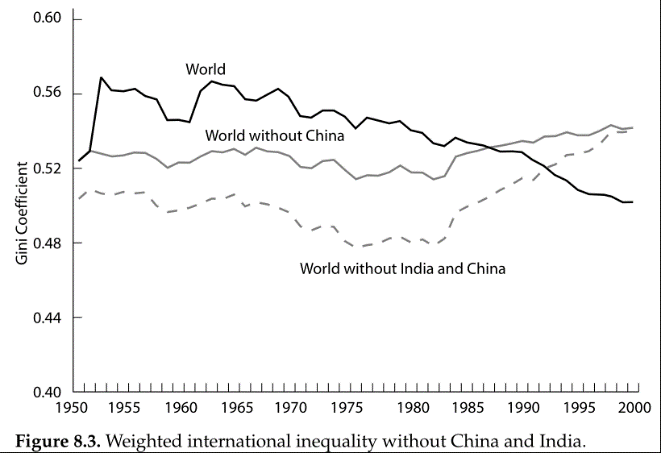 0.60
World
0.56
World without China
0.52
Gini Coefficient
0.48
World without India and China
0.44
0.40
1950 1955 1960 1965 1970 1975 1980 1985 1990 1995 2000
Figure 8.3. Weighted international inequality without China and India.